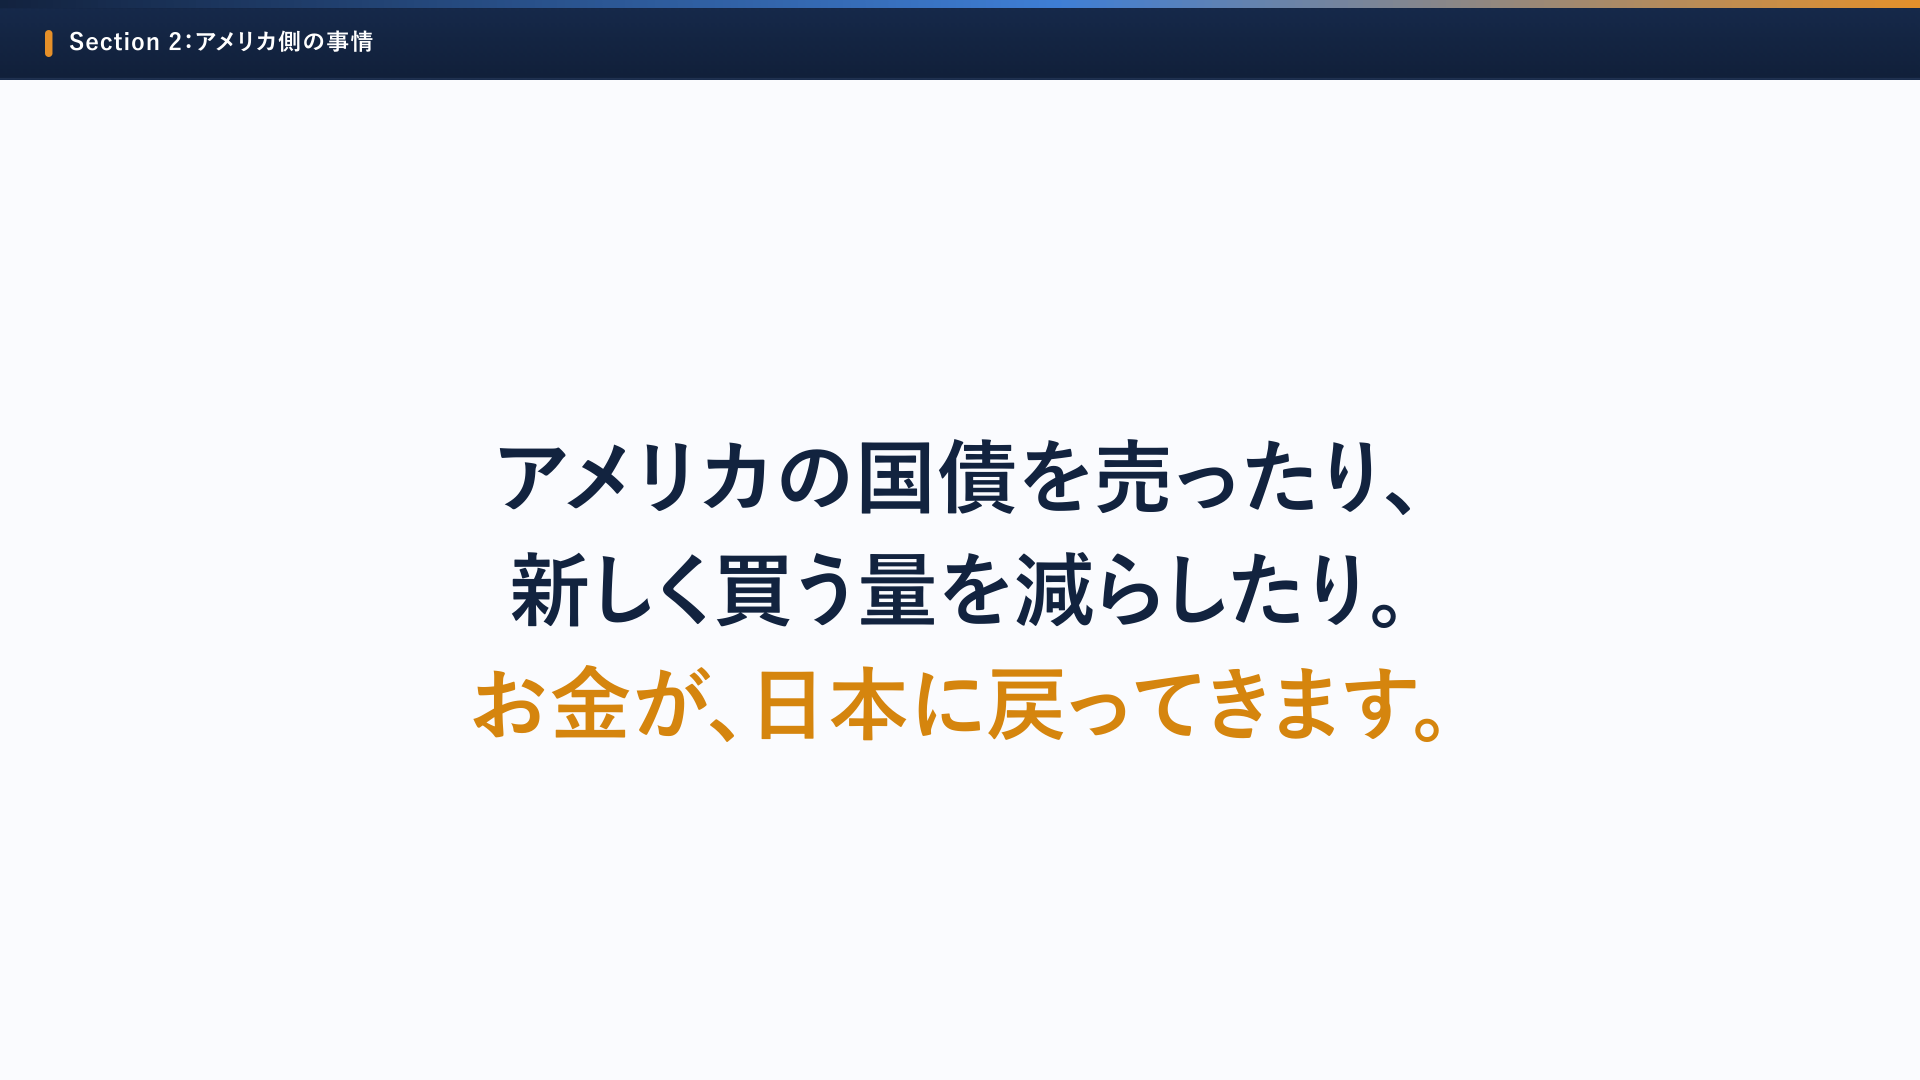 Section 2：アメリカ側の事情
アメリカの国債を売ったり、
新しく買う量を減らしたり。
お金が、日本に戻ってきます。